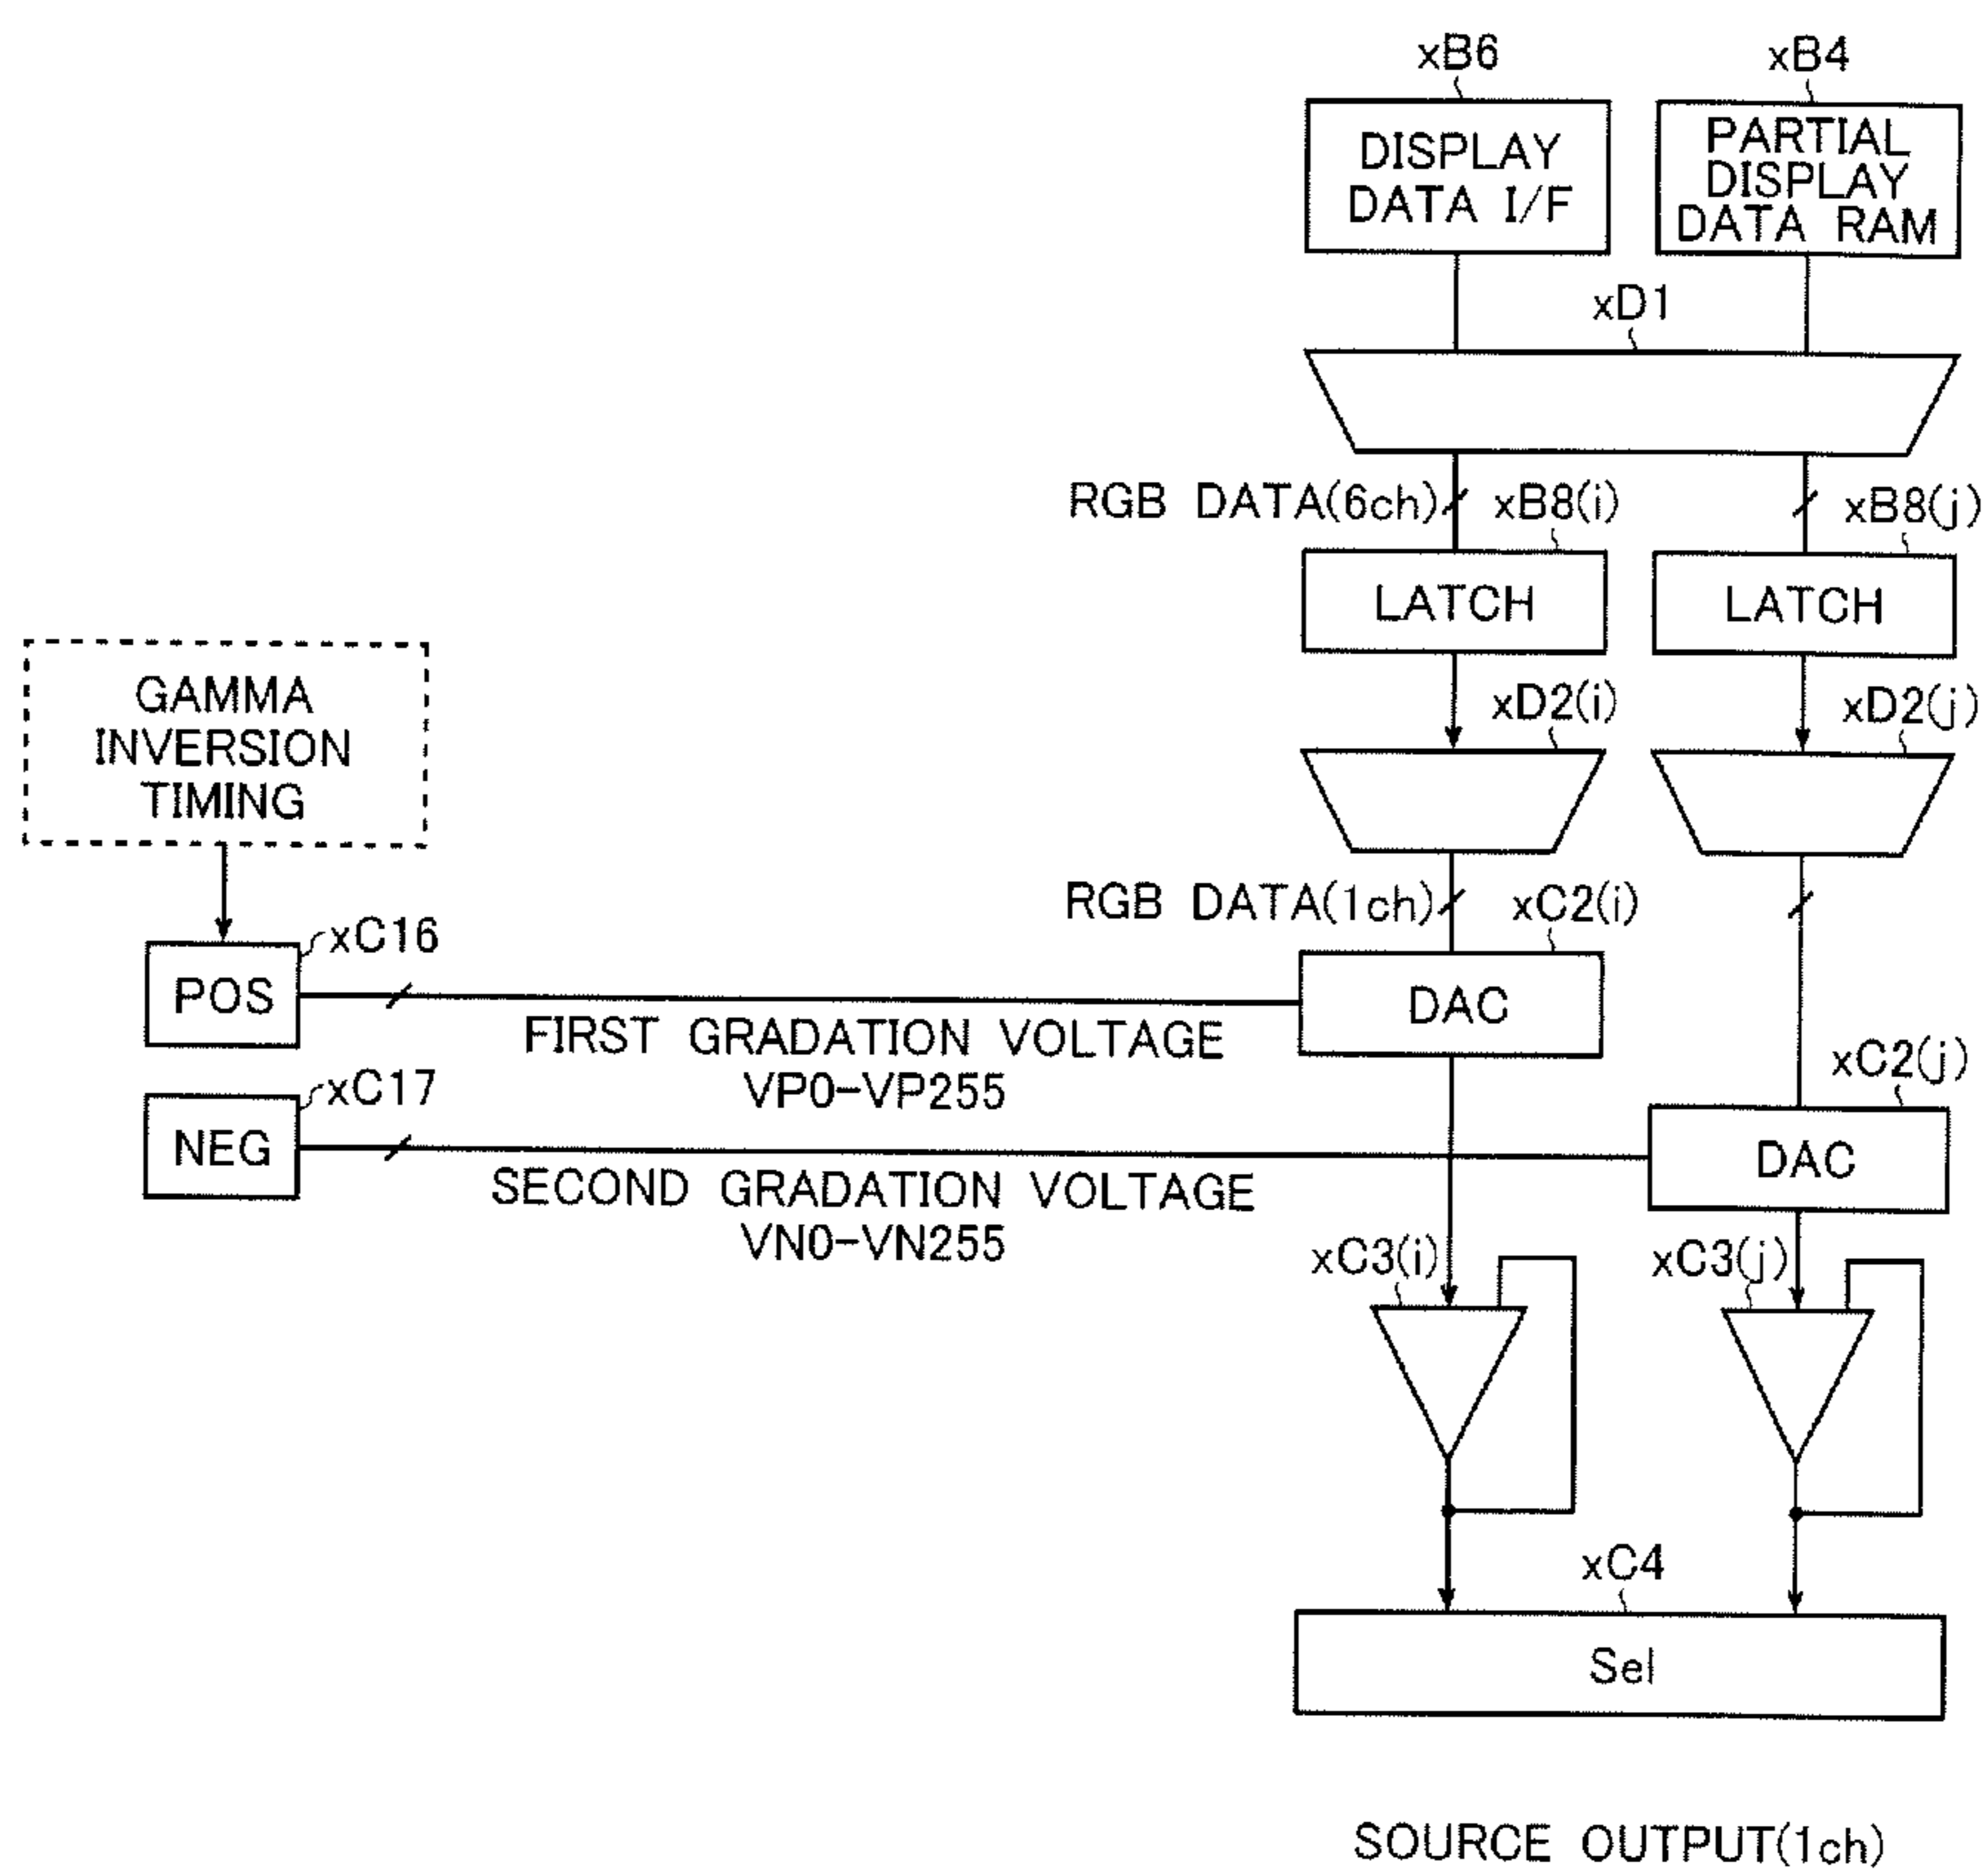 xB6
xB4
DISPLAY
DATA I/F
PARTIAL
DISPLAY
DATA RAM
xD1
RGB DATA(6ch)
xB8(i)
xB8(j)
LATCH
LATCH
GAMMA
INVERSION
TIMING
xD2(i)
xD2(j)
RGB DATA(1ch)
xC2(i)
xC16
POS
DAC
FIRST GRADATION VOLTAGE
VP0-VP255
xC2(j)
xC17
NEG
DAC
SECOND GRADATION VOLTAGE
VN0-VN255
xC3(i)
xC3(j)
xC4
Sel
SOURCE OUTPUT(1ch)